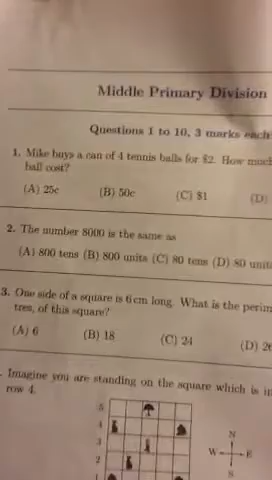 Middle Primary Division
Questions 1 to 10, 3 marks each
1. Mike buys a can of 4 tennis balls for $2. How much
ball cost?
(A) 25c (B) 50c (C) $1 (D)
2. The number 8000 is the same as
(A) 800 tens (B) 800 units (C) 80 tens (D) 80 units
3. One side of a square is 6 cm long. What is the perim
tres, of this square?
(A) 6 (B) 18 (C) 24 (D) 26
. Imagine you are standing on the square which is in
row 4.
5
4
3
2
1
N
W E
S